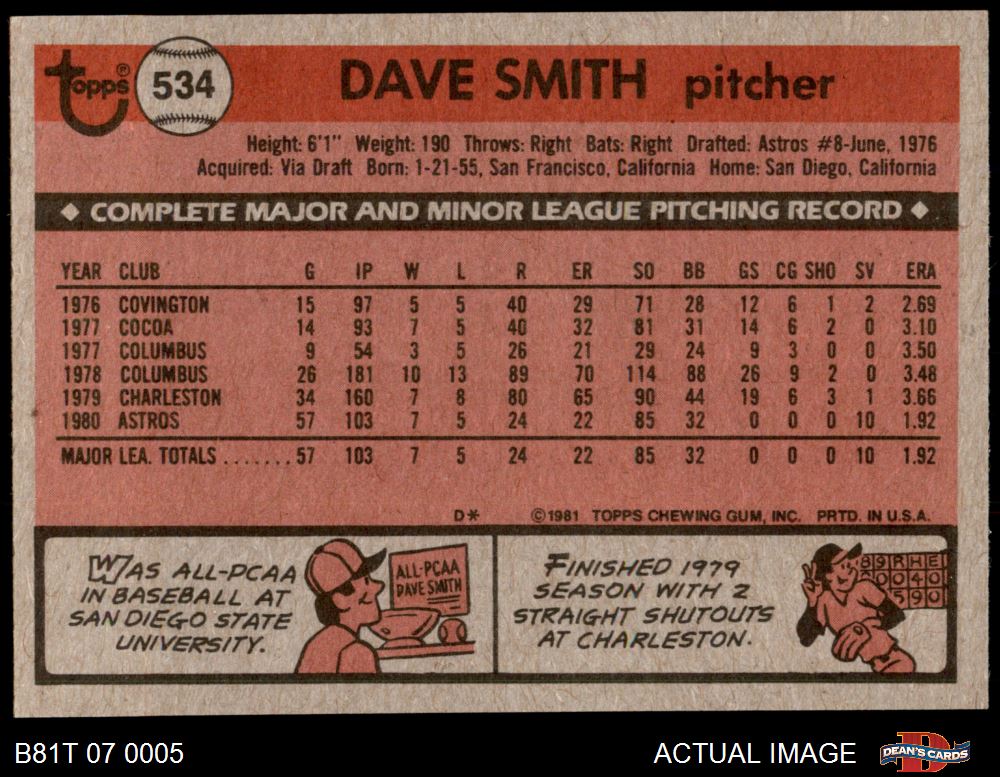 Topps® 534 DAVE SMITH pitcher
Height: 6'1" Weight: 190 Throws: Right Bats: Right Drafted: Astros #8-June, 1976
Acquired: Via Draft Born: 1-21-55, San Francisco, California Home: San Diego, California
◆ COMPLETE MAJOR AND MINOR LEAGUE PITCHING RECORD ◆
YEAR CLUB G IP W L R ER SO BB GS CG SHO SV ERA
1976 COVINGTON 15 97 5 5 40 29 71 28 12 6 1 2 2.69
1977 COCOA 14 93 7 5 40 32 81 31 14 6 2 0 3.10
1977 COLUMBUS 9 54 3 5 26 21 29 24 9 3 0 0 3.50
1978 COLUMBUS 26 181 10 13 89 70 114 88 26 9 2 0 3.48
1979 CHARLESTON 34 160 7 8 80 65 90 44 19 6 3 1 3.66
1980 ASTROS 57 103 7 5 24 22 85 32 0 0 0 10 1.92
MAJOR LEA. TOTALS ....... 57 103 7 5 24 22 85 32 0 0 0 10 1.92
D* ©1981 TOPPS CHEWING GUM, INC. PRTD. IN U.S.A.
WAS ALL-PCAA
IN BASEBALL AT
SAN DIEGO STATE
UNIVERSITY.
ALL-PCAA
DAVE SMITH
FINISHED 1979
SEASON WITH 2
STRAIGHT SHUTOUTS
AT CHARLESTON.
8 9 R H E
0 0 4 0
5 9 0
B81T 07 0005 ACTUAL IMAGE DEAN'S CARDS